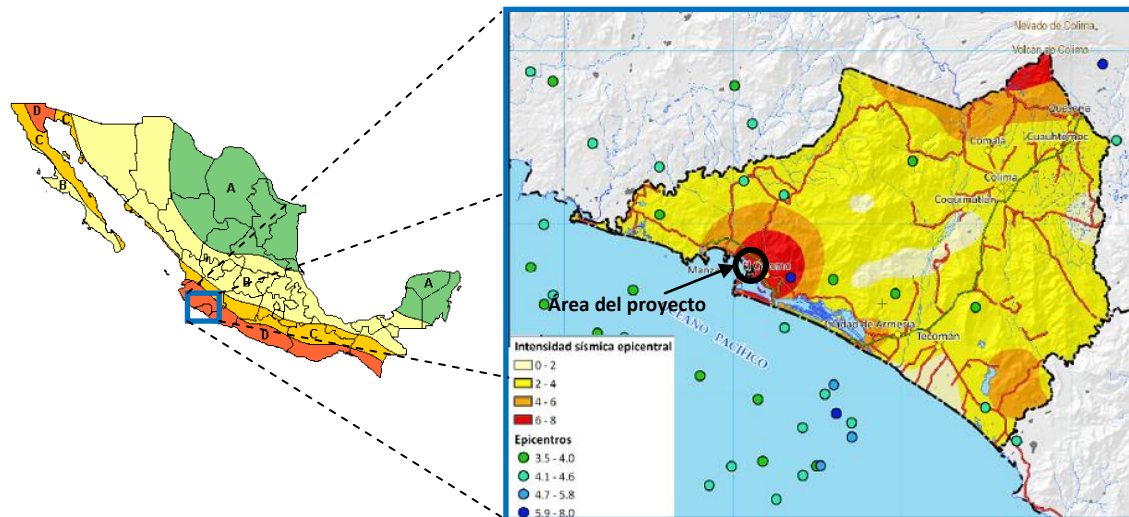 D
C
C
B
A
B
B
A
C
D
Nevado de Colima
Volcán de Colima
Quesería
Cuauhtémoc
Comala
Colima
Coquimatlán
Manza
Área del proyecto
Ciudad de Armería
Tecomán
OCEANO PACÍFICO
Intensidad sísmica epicentral
0 - 2
2 - 4
4 - 6
6 - 8
Epicentros
3.5 - 4.0
4.1 - 4.6
4.7 - 5.8
5.9 - 8.0